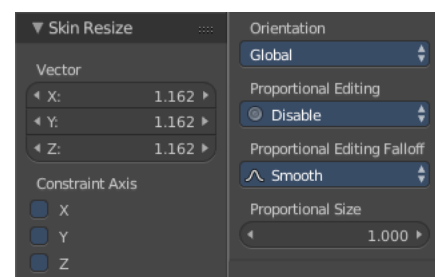 Skin Resize
Vector
X: 1.162
Y: 1.162
Z: 1.162
Constraint Axis
X
Y
Z
Orientation
Global
Proportional Editing
Disable
Proportional Editing Falloff
Smooth
Proportional Size
1.000